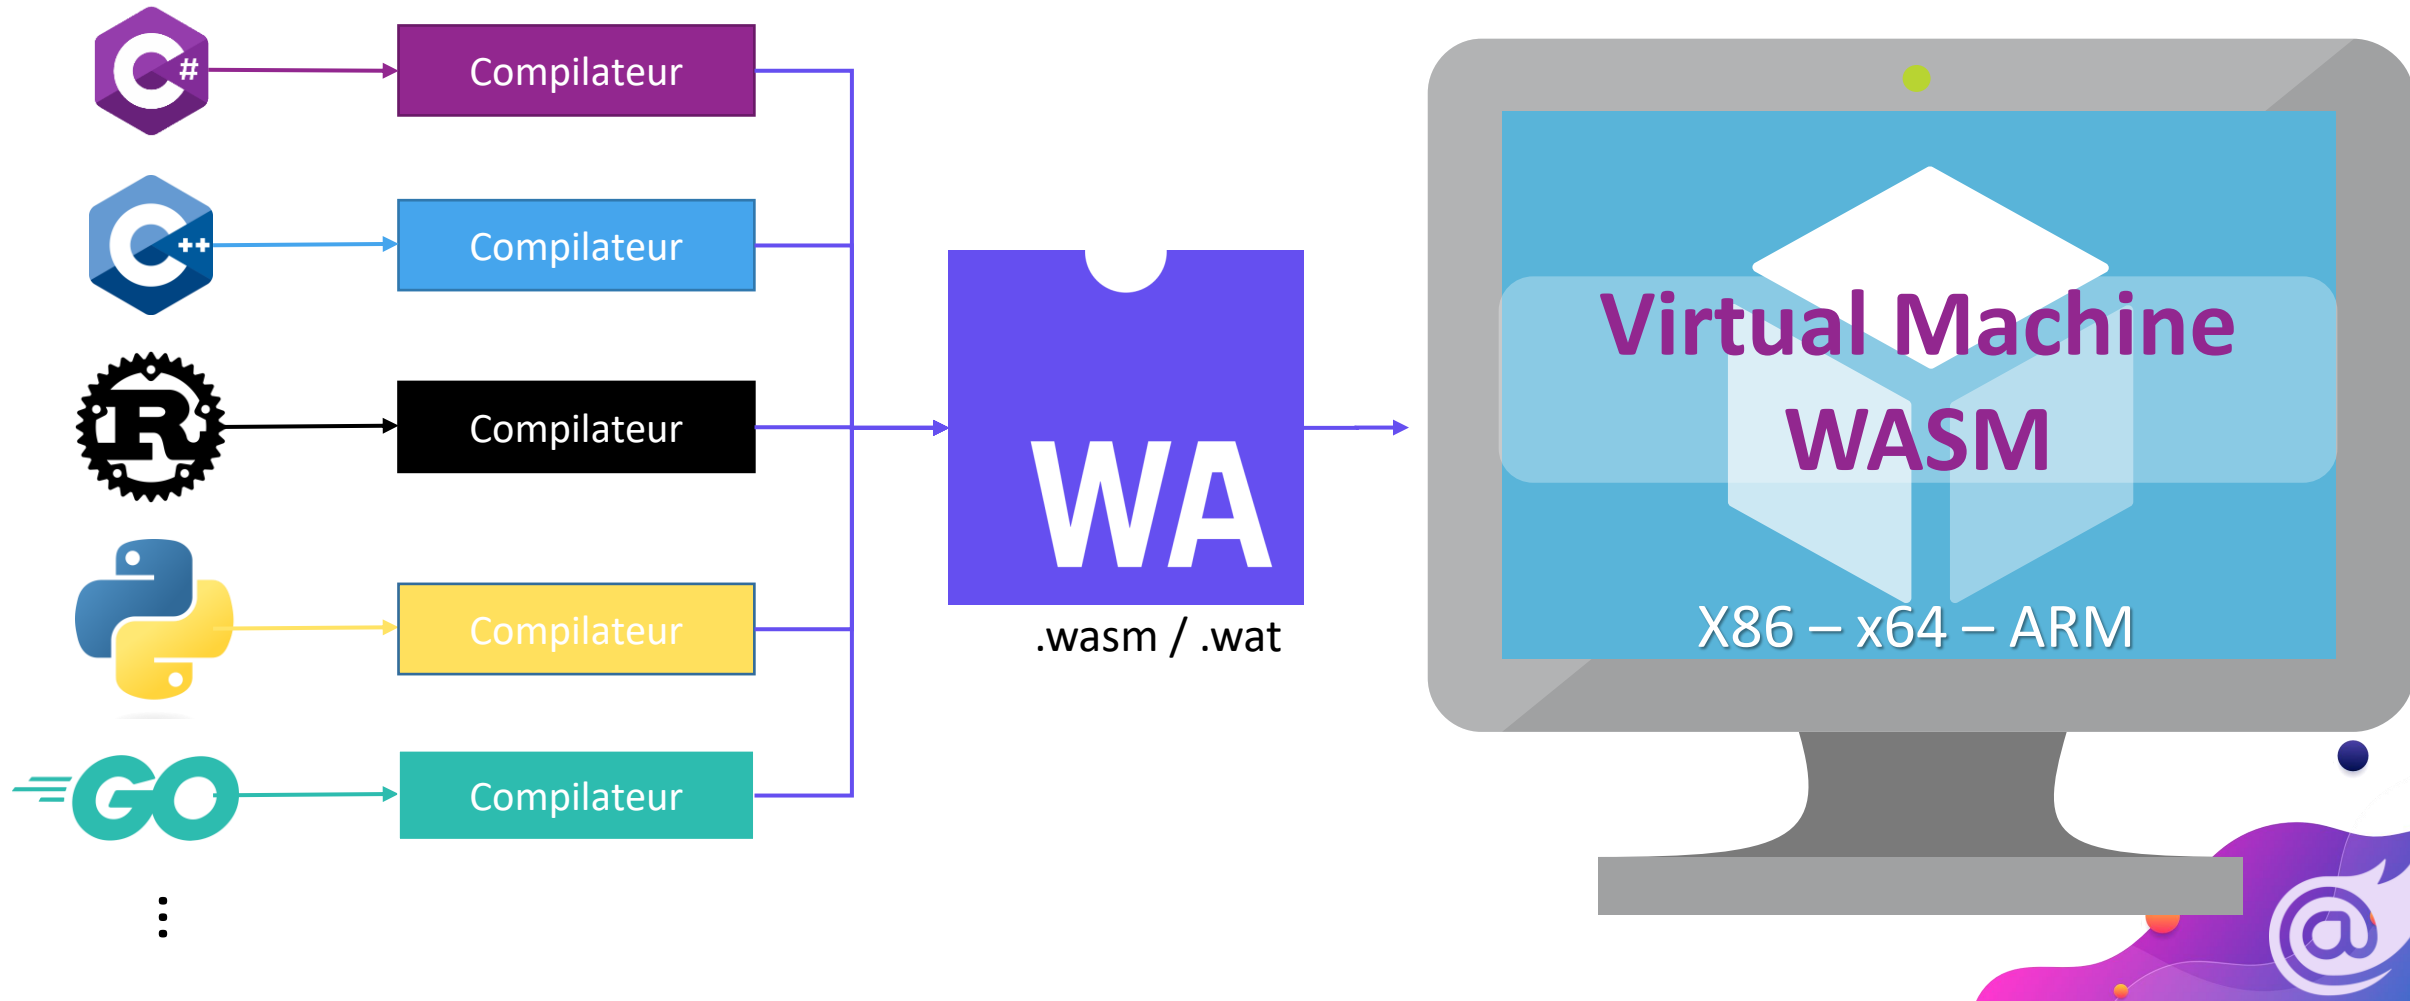 C#
Compilateur
C++
Compilateur
R
Compilateur
Compilateur
GO
Compilateur
WA
.wasm / .wat
Virtual Machine
WASM
X86 – x64 – ARM
@